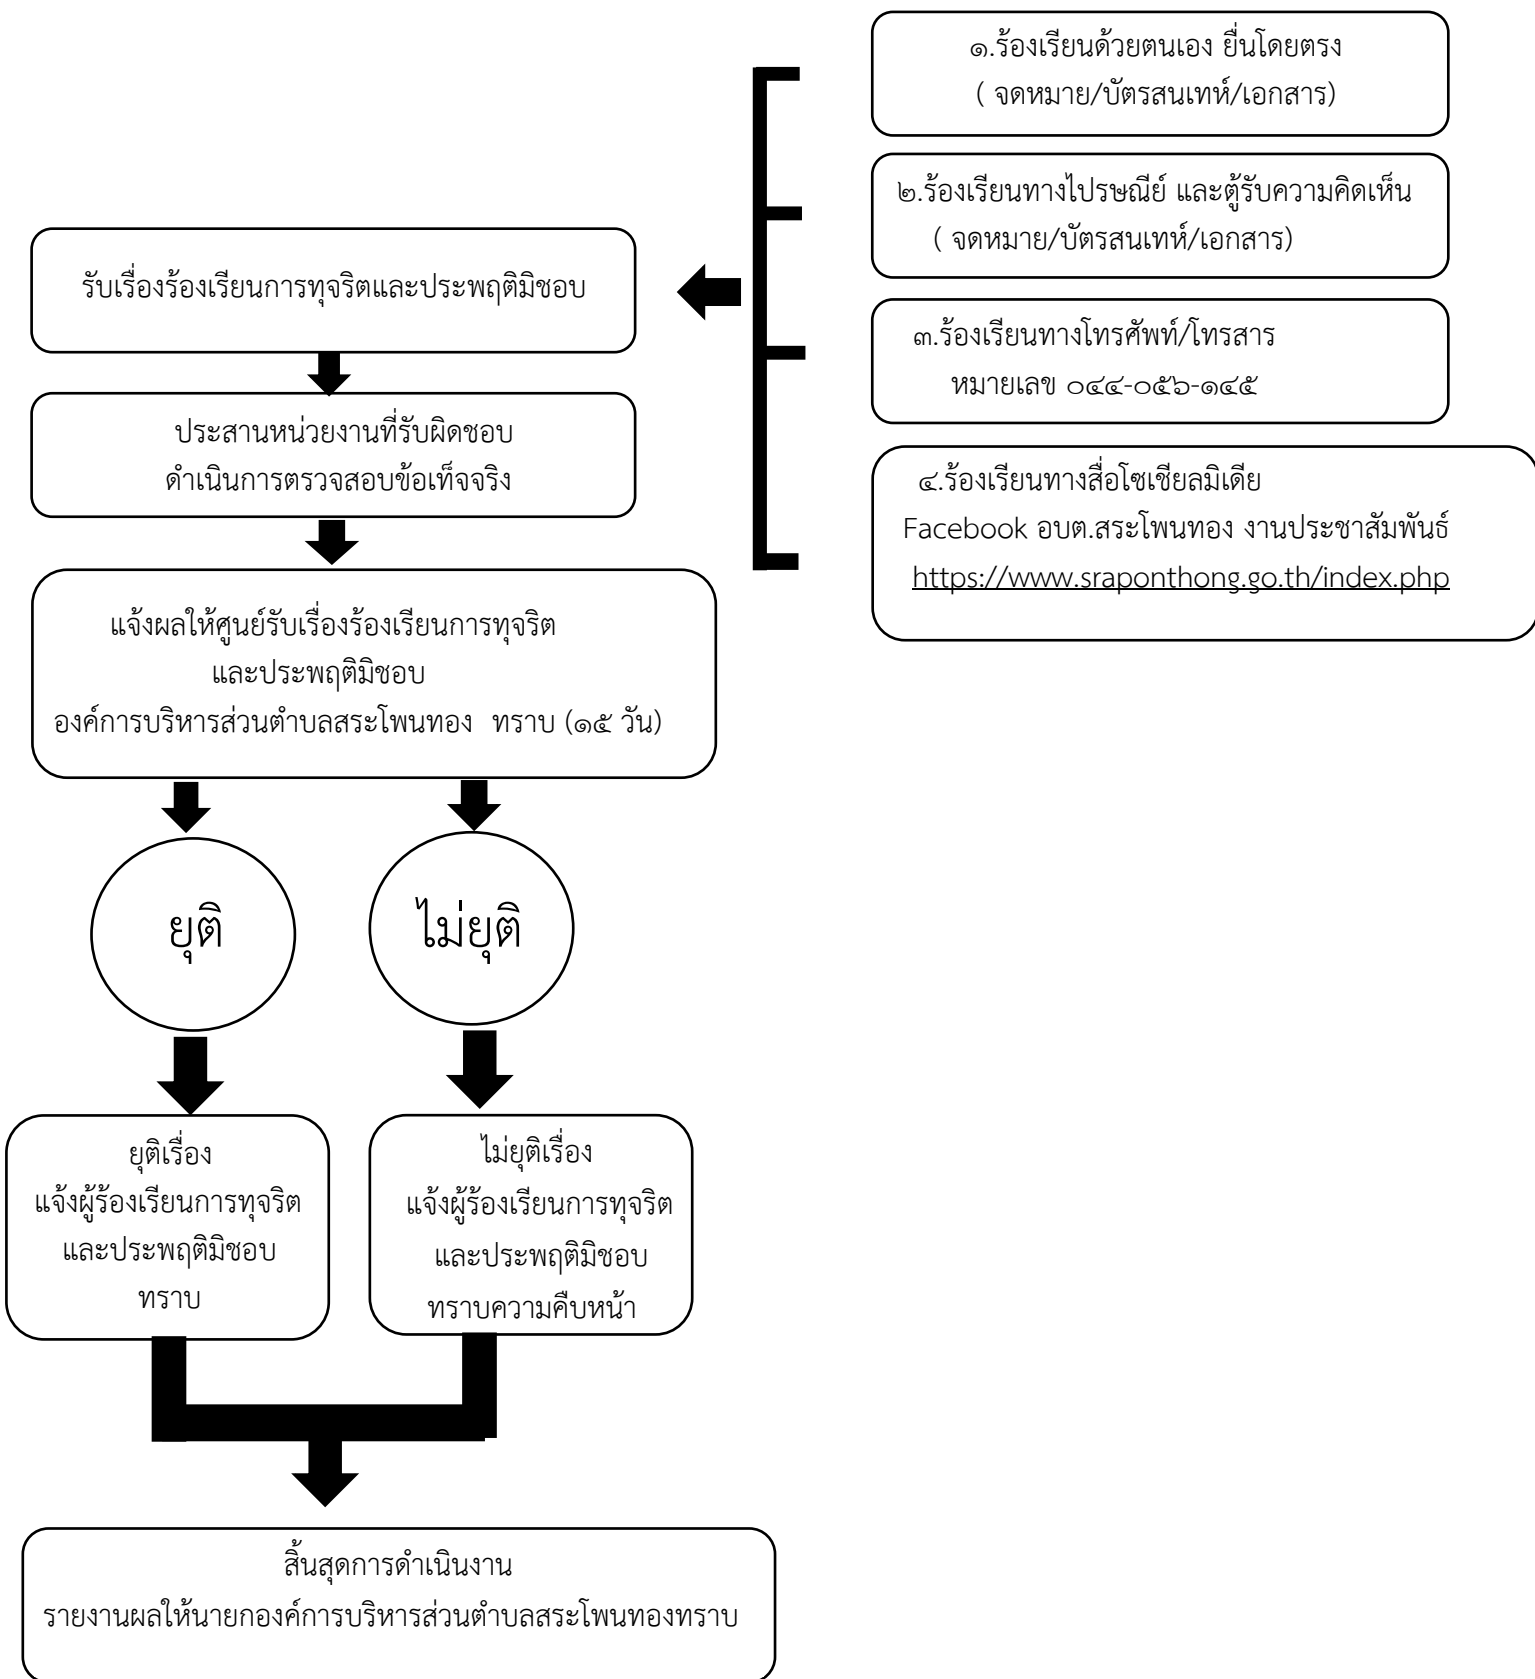 ๑.ร้องเรียนด้วยตนเอง ยื่นโดยตรง
( จดหมาย/บัตรสนเทห์/เอกสาร)
๒.ร้องเรียนทางไปรษณีย์ และตู้รับความคิดเห็น
( จดหมาย/บัตรสนเทห์/เอกสาร)
๓.ร้องเรียนทางโทรศัพท์/โทรสาร
หมายเลข ๐๔๔-๐๕๖-๑๔๕
๔.ร้องเรียนทางสื่อโซเชียลมิเดีย
Facebook อบต.สระโพนทอง งานประชาสัมพันธ์
https://www.sraponthong.go.th/index.php
รับเรื่องร้องเรียนการทุจริตและประพฤติมิชอบ
ประสานหน่วยงานที่รับผิดชอบ
ดำเนินการตรวจสอบข้อเท็จจริง
แจ้งผลให้ศูนย์รับเรื่องร้องเรียนการทุจริต
และประพฤติมิชอบ
องค์การบริหารส่วนตำบลสระโพนทอง ทราบ (๑๕ วัน)
ยุติ
ไม่ยุติ
ยุติเรื่อง
แจ้งผู้ร้องเรียนการทุจริต
และประพฤติมิชอบ
ทราบ
ไม่ยุติเรื่อง
แจ้งผู้ร้องเรียนการทุจริต
และประพฤติมิชอบ
ทราบความคืบหน้า
สิ้นสุดการดำเนินงาน
รายงานผลให้นายกองค์การบริหารส่วนตำบลสระโพนทองทราบ